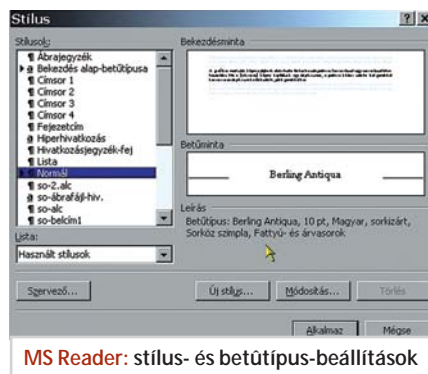 Stílus
Stílusok:
Ábrajegyzék
Bekezdés alap-betűtípusa
Címsor 1
Címsor 2
Címsor 3
Címsor 4
Fejezetcím
Hiperhivatkozás
Hivatkozásjegyzék-fej
Lista
Normál
so-2.alc
so-ábrafájl-hiv.
so-alc
so-belcím1
Lista:
Használt stílusok
Bekezdésminta
Betűminta
Berling Antiqua
Leírás
Betűtípus: Berling Antiqua, 10 pt, Magyar, sorkizárt,
Sorköz szimpla, Fattyú- és árvasorok
Szervező...
Új stílus...
Módosítás...
Törlés
Alkalmaz
Mégse
MS Reader: stílus- és betûtípus-beállítások